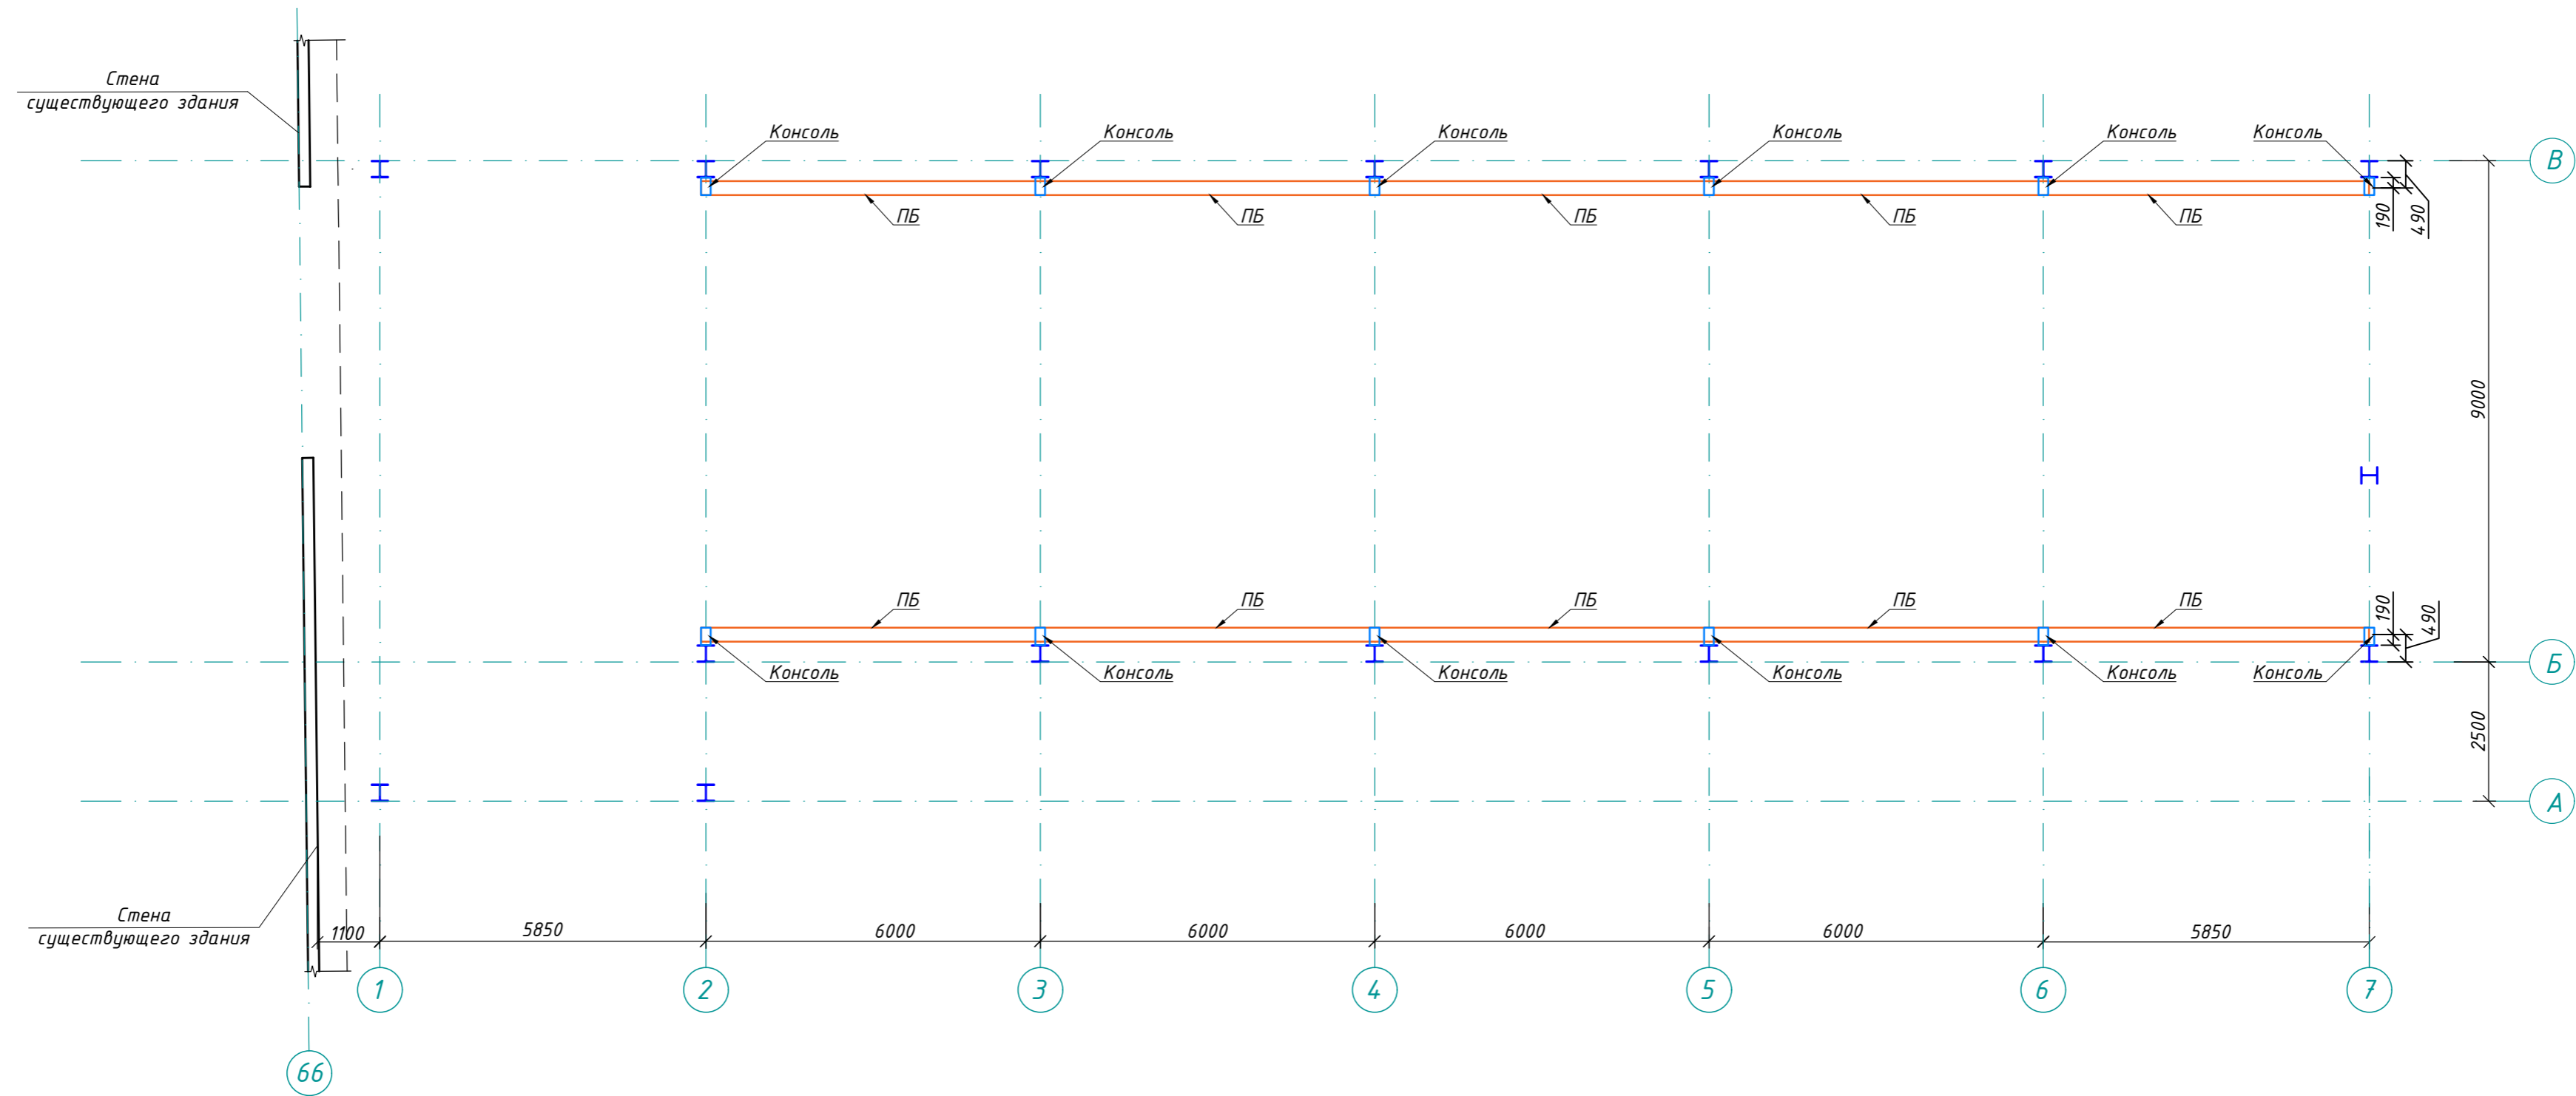 Стена
существующего здания
Консоль
Консоль
Консоль
Консоль
Консоль
Консоль
В
ПБ
ПБ
ПБ
ПБ
ПБ
190
490
9000
ПБ
ПБ
ПБ
ПБ
ПБ
190
490
Консоль
Консоль
Консоль
Консоль
Консоль
Консоль
Б
2500
А
Стена
существующего здания
1100
5850
6000
6000
6000
6000
5850
1
2
3
4
5
6
7
66